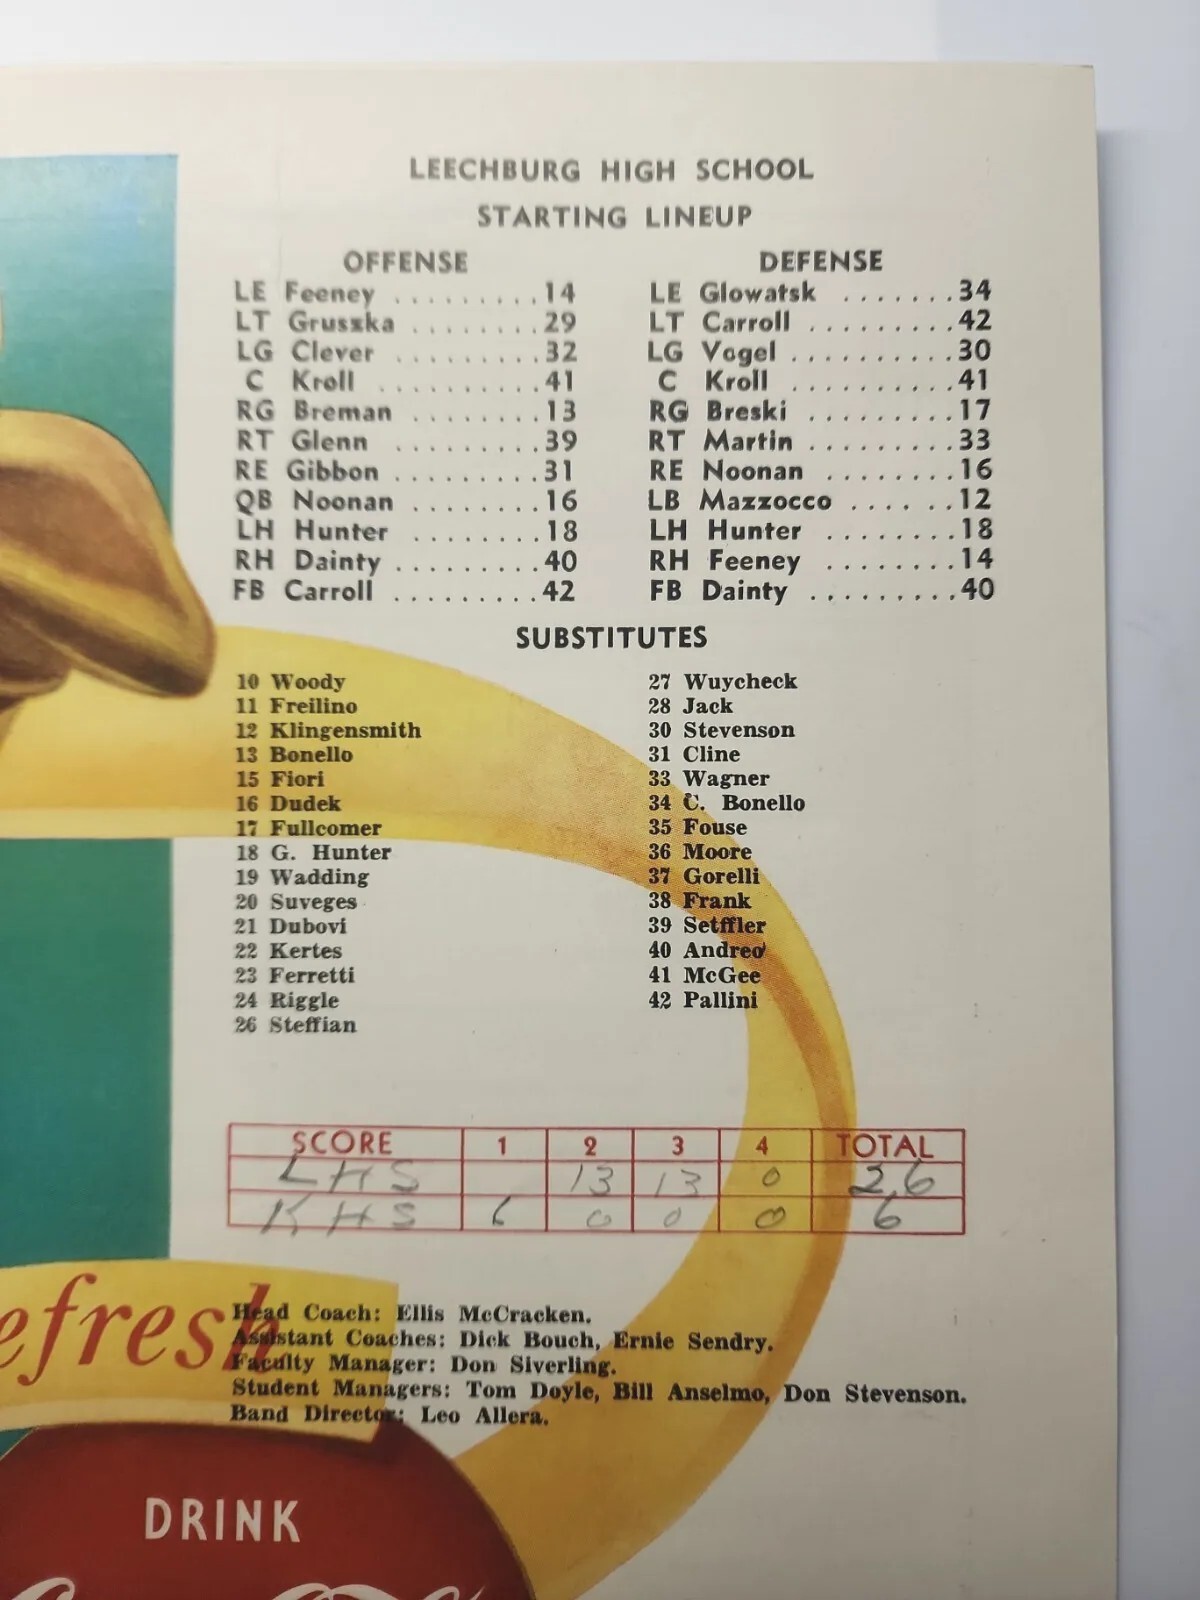 LEECHBURG HIGH SCHOOL
STARTING LINEUP
OFFENSE
LE Feeney . . . . . . . . . 14
LT Gruszka . . . . . . . . 29
LG Clever . . . . . . . . . 32
C Kroll . . . . . . . . . . 41
RG Breman . . . . . . . . 13
RT Glenn . . . . . . . . . 39
RE Gibbon . . . . . . . . . 31
QB Noonan . . . . . . . . 16
LH Hunter . . . . . . . . 18
RH Dainty . . . . . . . . . 40
FB Carroll . . . . . . . . . 42
DEFENSE
LE Glowatsk . . . . . . . 34
LT Carroll . . . . . . . . . 42
LG Vogel . . . . . . . . . . 30
C Kroll . . . . . . . . . . 41
RG Breski . . . . . . . . . 17
RT Martin . . . . . . . . . 33
RE Noonan . . . . . . . . 16
LB Mazzocco . . . . . . 12
LH Hunter . . . . . . . . 18
RH Feeney . . . . . . . . 14
FB Dainty . . . . . . . . . 40
SUBSTITUTES
10 Woody
11 Freilino
12 Klingensmith
13 Bonello
15 Fiori
16 Dudek
17 Fullcomer
18 G. Hunter
19 Wadding
20 Suveges
21 Dubovi
22 Kertes
23 Ferretti
24 Riggle
26 Steffian
27 Wuycheck
28 Jack
30 Stevenson
31 Cline
33 Wagner
34 C. Bonello
35 Fouse
36 Moore
37 Gorelli
38 Frank
39 Setffler
40 Andreo
41 McGee
42 Pallini
SCORE 1 2 3 4 TOTAL
LHS 13 13 0 26
KHS 6 0 0 0 6
efresh
Head Coach: Ellis McCracken.
Assistant Coaches: Dick Bouch, Ernie Sendry.
Faculty Manager: Don Siverling.
Student Managers: Tom Doyle, Bill Anselmo, Don Stevenson.
Band Director: Leo Allera.
DRINK